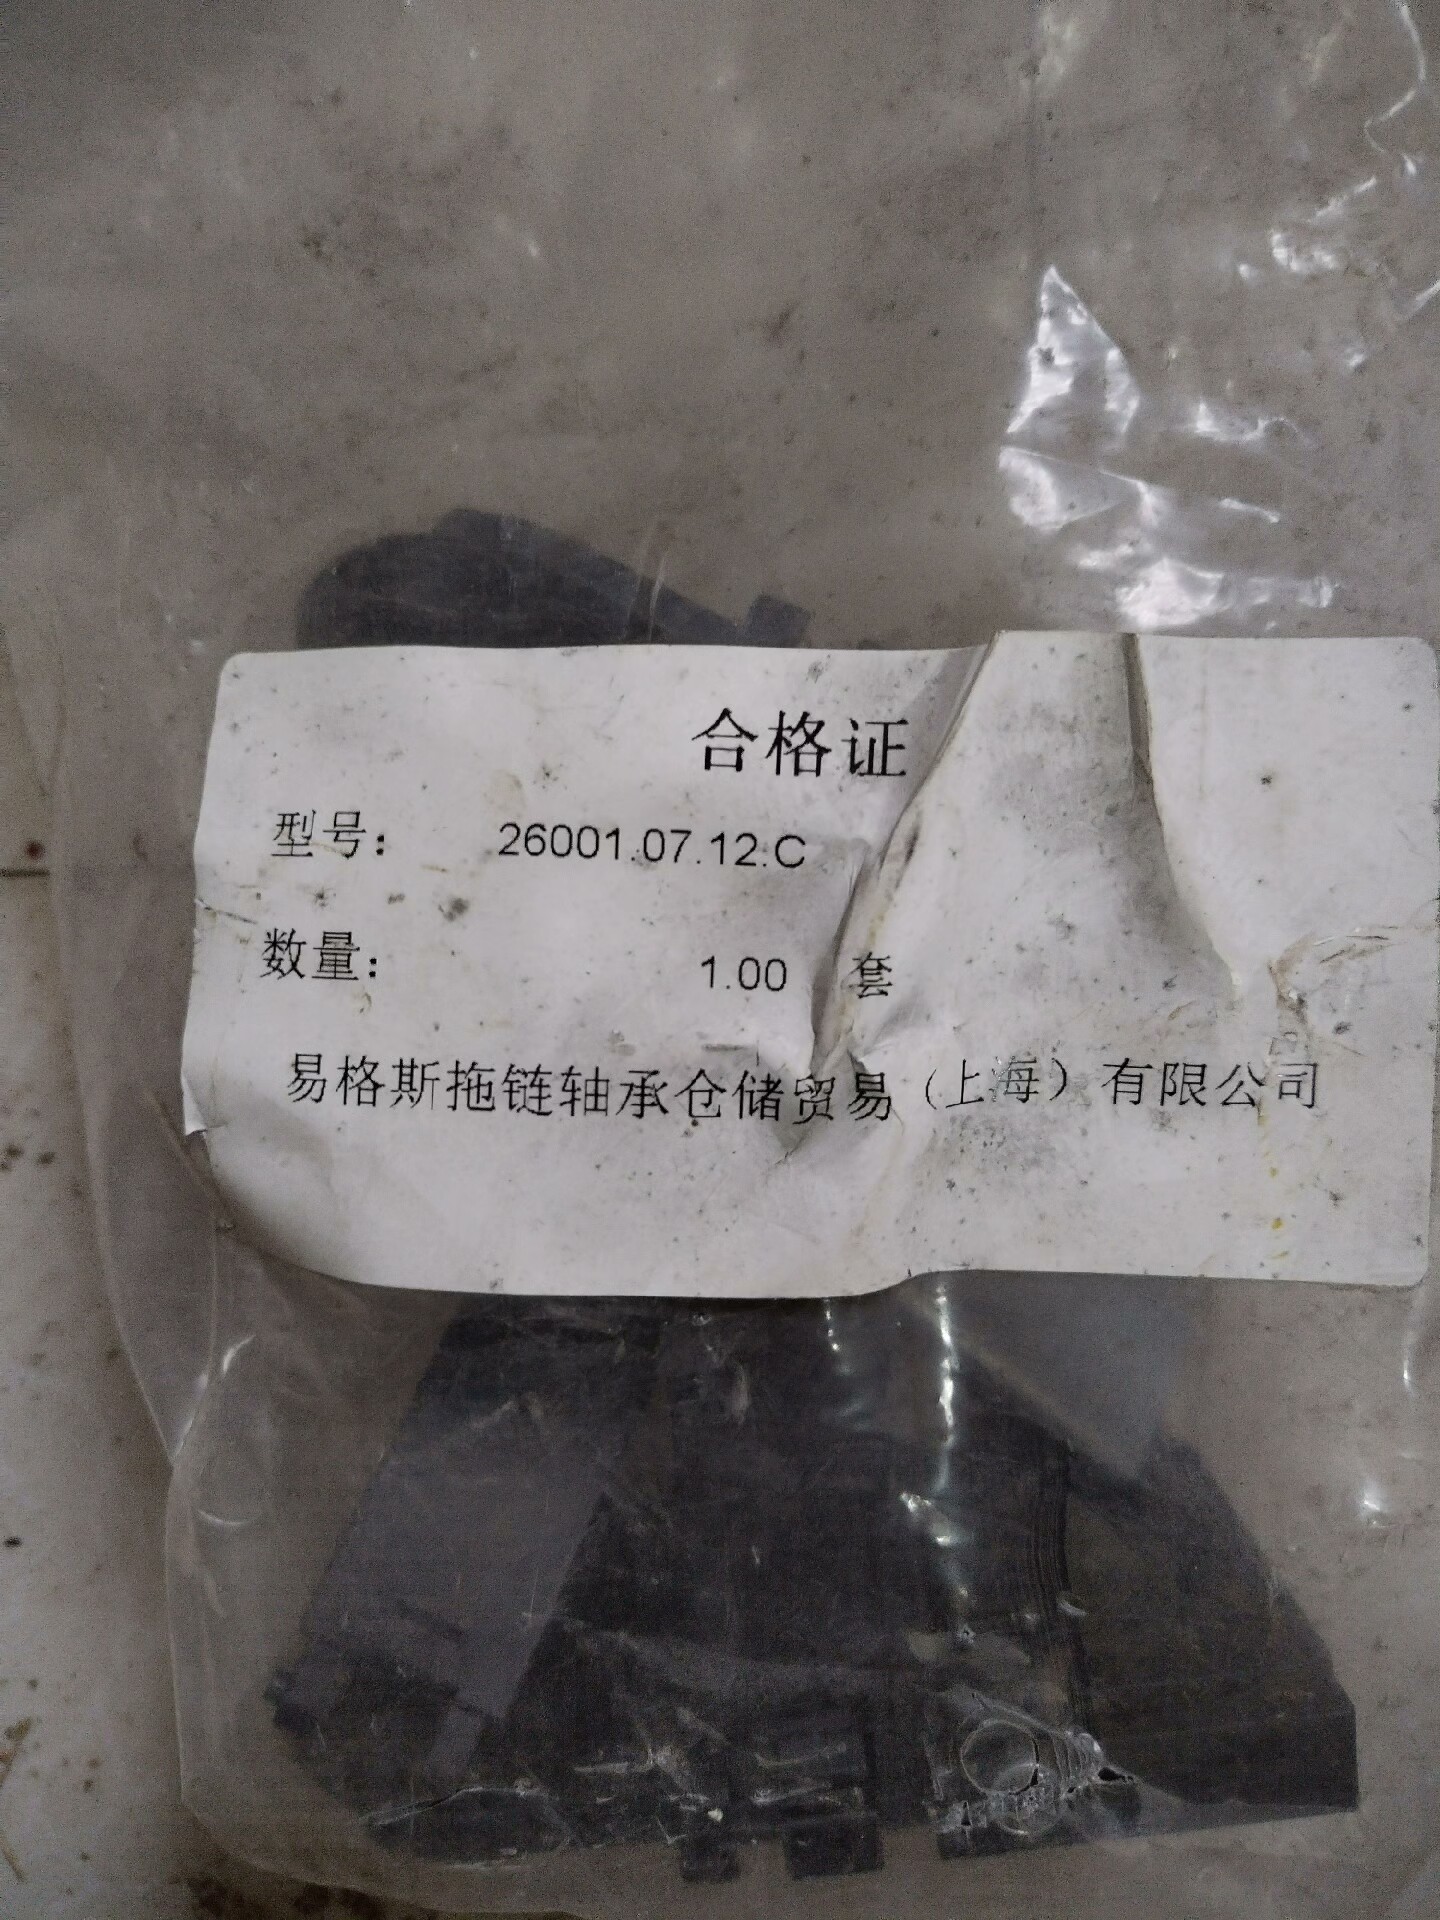 合格证
型号： 26001.07.12.C
数量： 1.00 套
易格斯拖链轴承仓储贸易（上海）有限公司